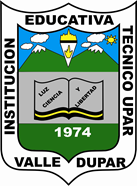 EDUCATIVA
INSTITUCION
TECNICO UPAR
LUZ Y
CIENCIA LIBERTAD
1974
VALLE DUPAR